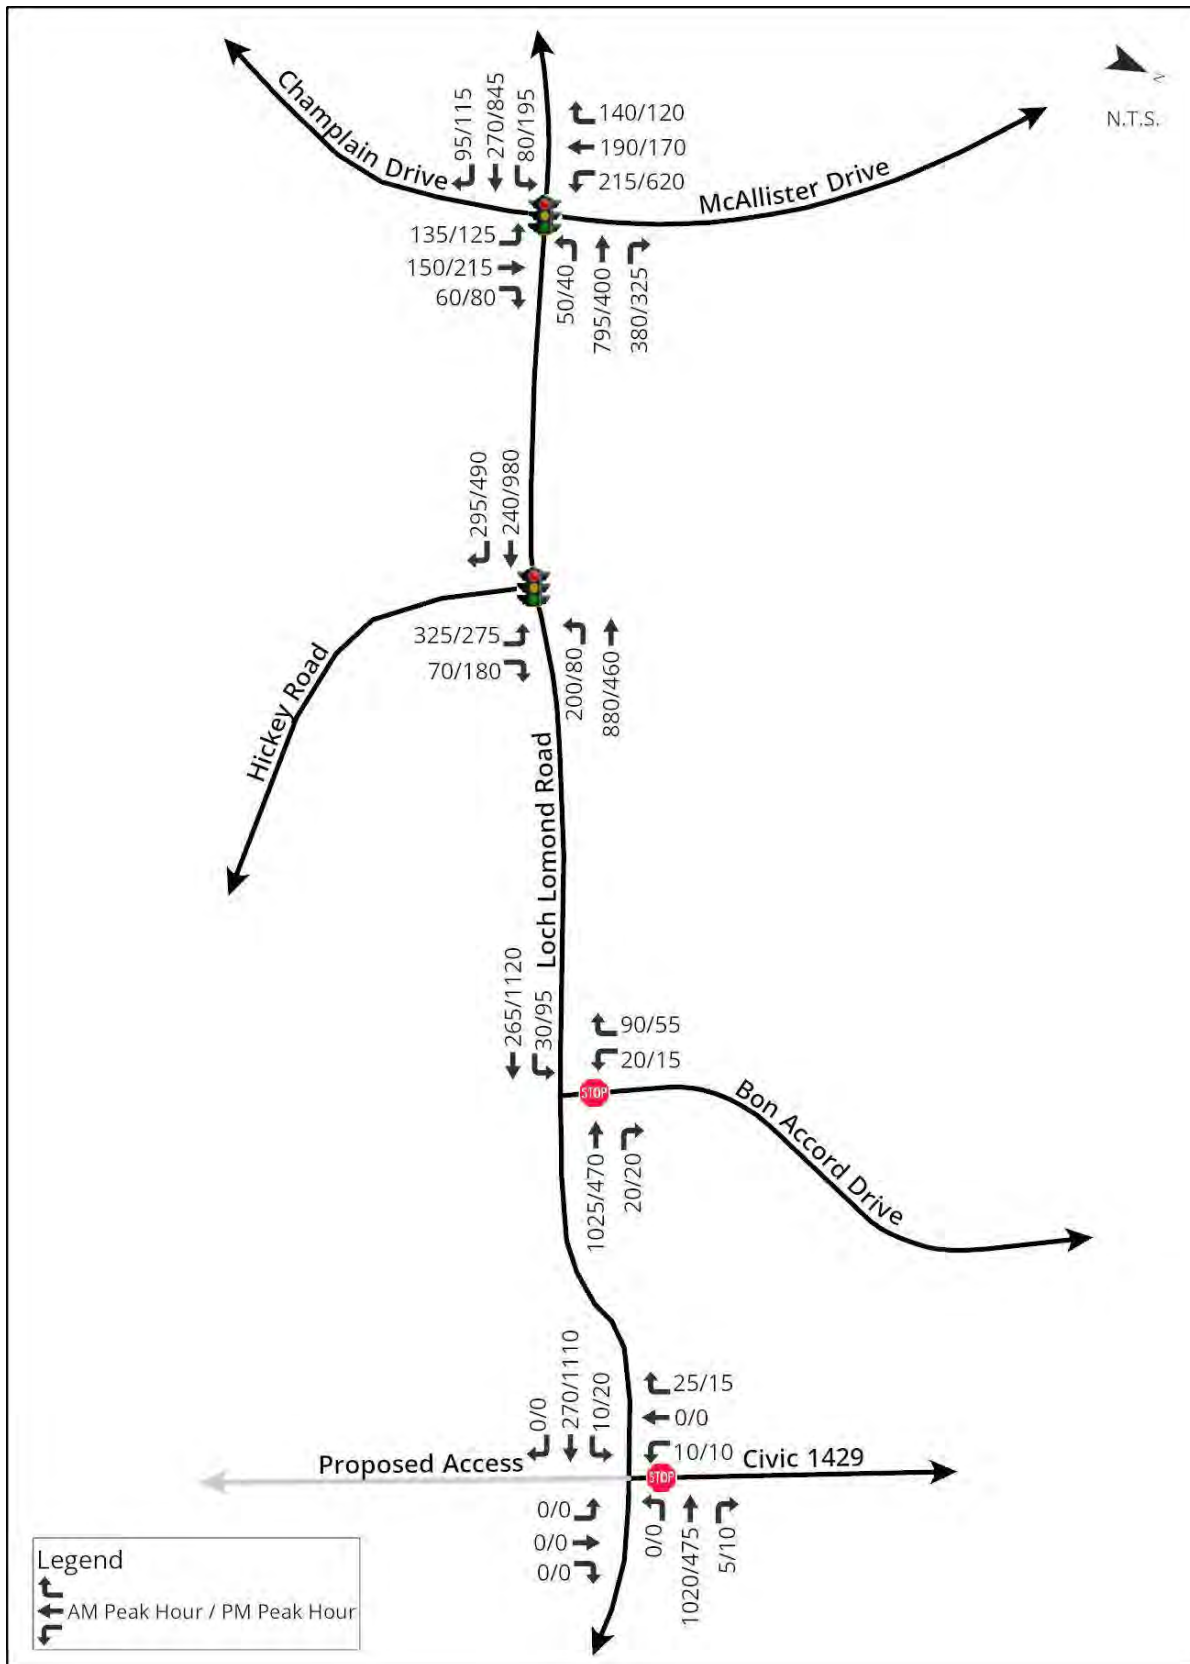 N
N.T.S.
Champlain Drive
McAllister Drive
95/115
270/845
80/195
140/120
190/170
215/620
135/125
150/215
60/80
50/40
795/400
380/325
295/490
240/980
325/275
70/180
200/80
880/460
Hickey Road
Loch Lomond Road
265/1120
30/95
90/55
20/15
STOP
Bon Accord Drive
1025/470
20/20
0/0
270/1110
10/20
25/15
0/0
10/10
Proposed Access
STOP
Civic 1429
0/0
0/0
0/0
0/0
1020/475
5/10
Legend
AM Peak Hour / PM Peak Hour